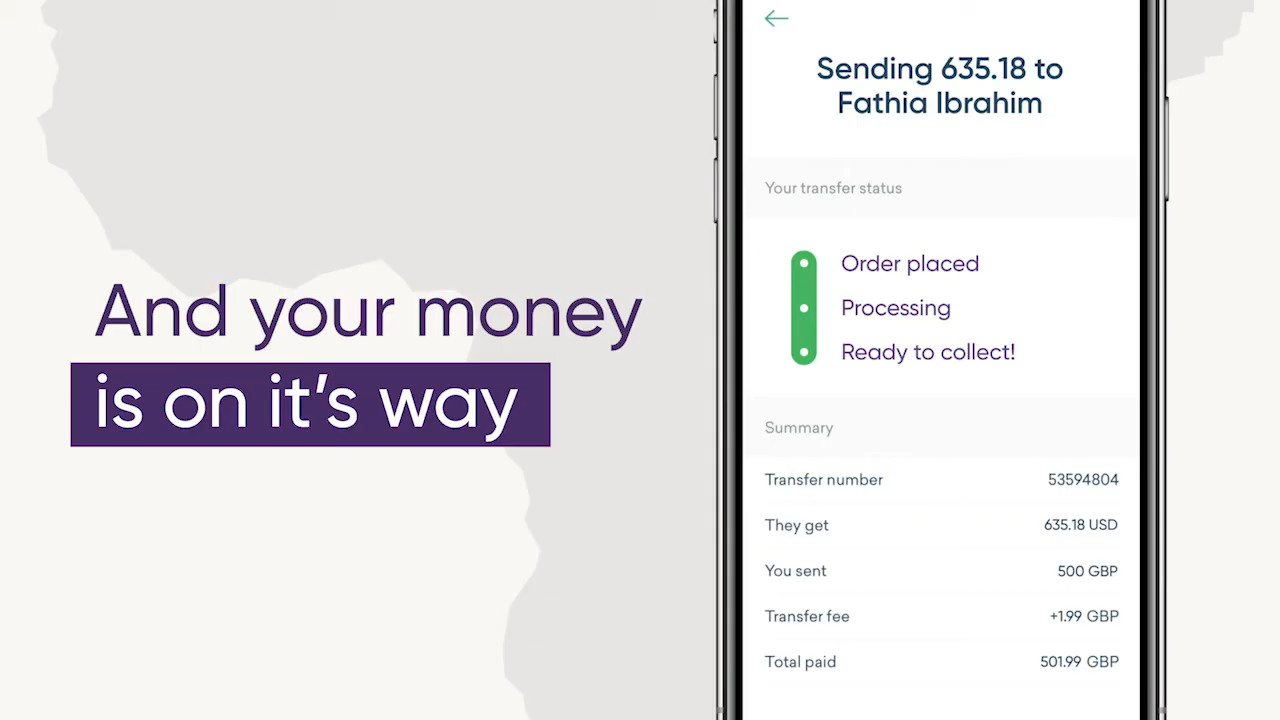 And your money
is on it's way
Sending 635.18 to
Fathia Ibrahim
Your transfer status
Order placed
Processing
Ready to collect!
Summary
Transfer number 53594804
They get 635.18 USD
You sent 500 GBP
Transfer fee +1.99 GBP
Total paid 501.99 GBP